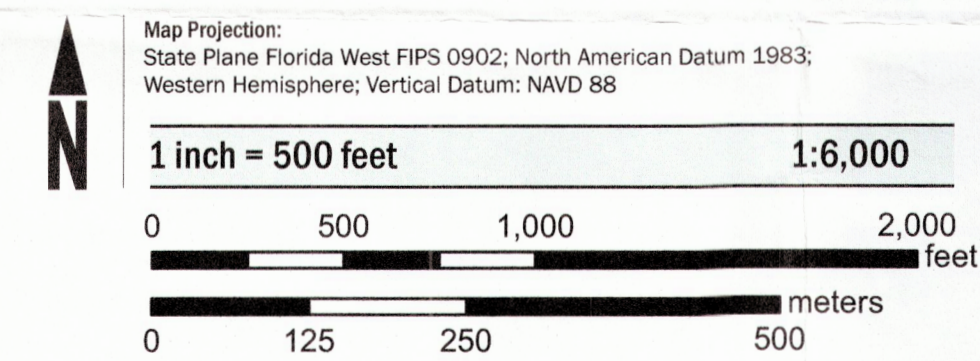 Map Projection:
State Plane Florida West FIPS 0902; North American Datum 1983;
Western Hemisphere; Vertical Datum: NAVD 88
N
1 inch = 500 feet 1:6,000
0 500 1,000 2,000
feet
meters
0 125 250 500